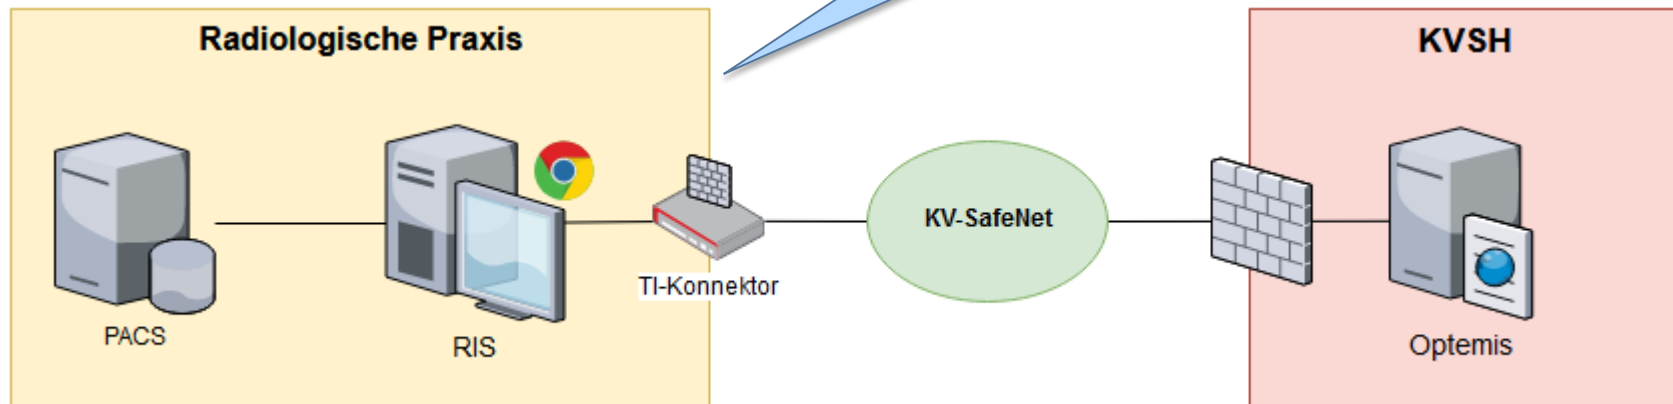 Radiologische Praxis
KVSH
KV-SafeNet
TI-Konnektor
PACS
RIS
Optemis